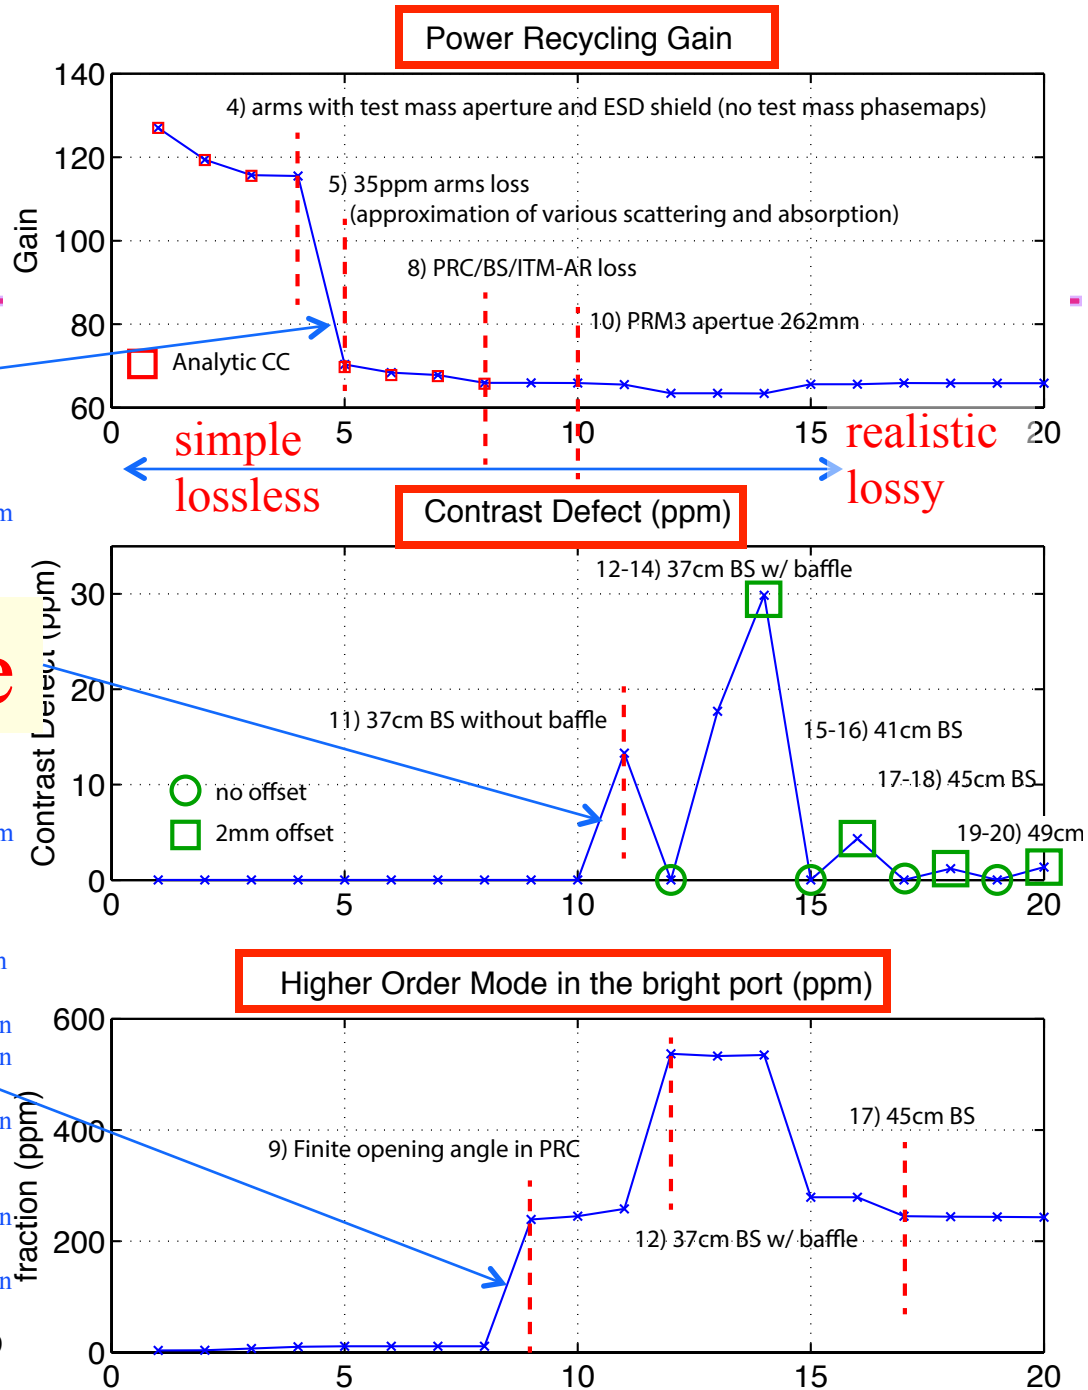 Power Recycling Gain
140
4) arms with test mass aperture and ESD shield (no test mass phasemaps)
120
5) 35ppm arms loss
(approximation of various scattering and absorption)
100
Gain
8) PRC/BS/ITM-AR loss
80
10) PRM3 apertue 262mm
Analytic CC
60
0
5
10
15
20
simple
lossless
realistic
lossy
m
Contrast Defect (ppm)
12-14) 37cm BS w/ baffle
30
Contrast Defect (ppm)
e
20
11) 37cm BS without baffle
15-16) 41cm BS
17-18) 45cm BS
10
no offset
2mm offset
m
19-20) 49cm
0
0
5
10
15
20
n
Higher Order Mode in the bright port (ppm)
600
n
n
fraction (ppm)
400
n
17) 45cm BS
9) Finite opening angle in PRC
n
200
12) 37cm BS w/ baffle
n
0
0
5
10
15
20